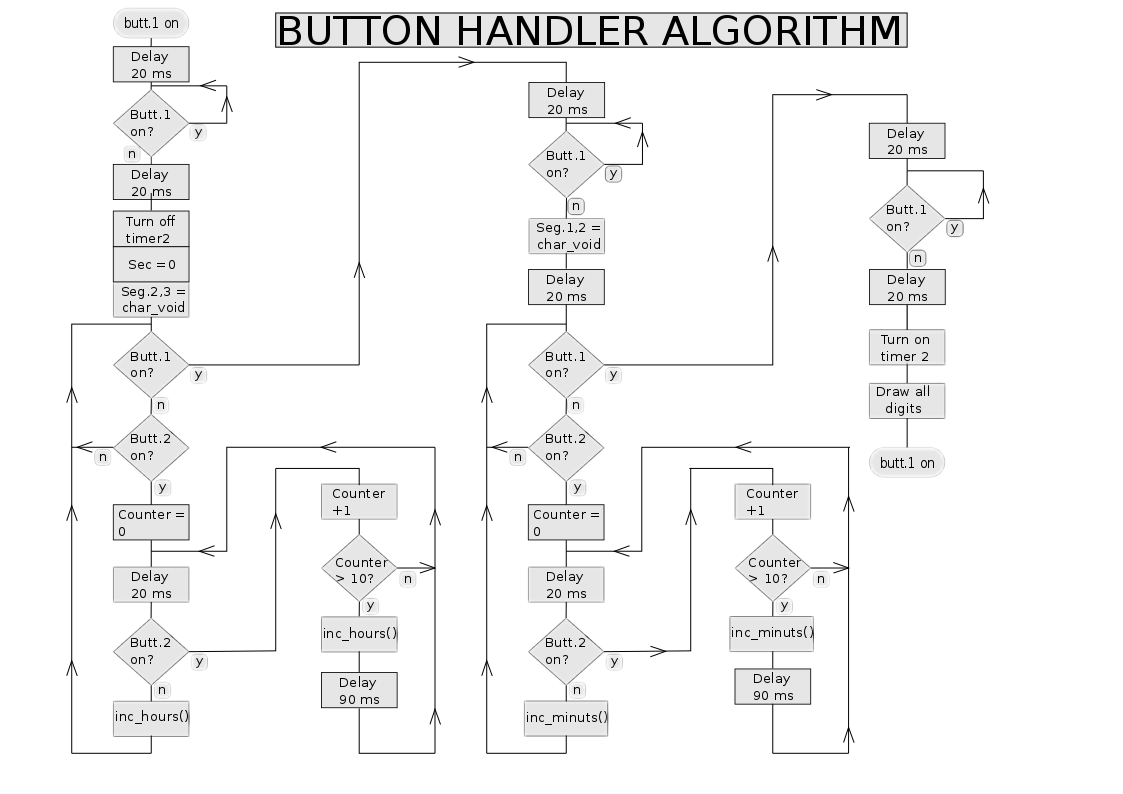 BUTTON HANDLER ALGORITHM
butt.1 on
Delay
20 ms
Butt.1
on?
y
n
Delay
20 ms
Turn off
timer2
Sec =0
Seg.2,3 =
char_void
Butt.1
on?
y
n
Butt.2
on?
n
y
Counter =
0
Delay
20 ms
Butt.2
on?
y
n
inc_hours()
Counter
+1
Counter
> 10?
n
y
inc_hours()
Delay
90 ms
Delay
20 ms
Butt.1
on?
y
n
Seg.1,2 =
char_void
Delay
20 ms
Butt.1
on?
y
n
Butt.2
on?
n
y
Counter =
0
Delay
20 ms
Butt.2
on?
y
n
inc_minuts()
Counter
+1
Counter
> 10?
n
y
inc_minuts()
Delay
90 ms
Delay
20 ms
Butt.1
on?
y
n
Delay
20 ms
Turn on
timer 2
Draw all
digits
butt.1 on